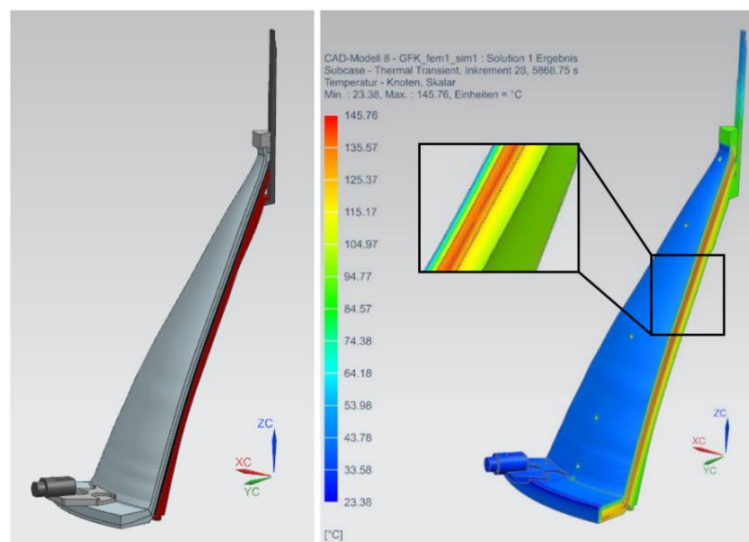 ZC
XC
YC
CAD-Modell 8 - GFK_fem1_sim1 : Solution 1 Ergebnis
Subcase - Thermal Transient, Inkrement 28, 5868.75 s
Temperatur - Knoten, Skalar
Min. : 23.38, Max. : 145.76, Einheiten = °C
145.76
135.57
125.37
115.17
104.97
94.77
84.57
74.38
64.18
53.98
43.78
33.58
23.38
[°C]
ZC
XC
YC